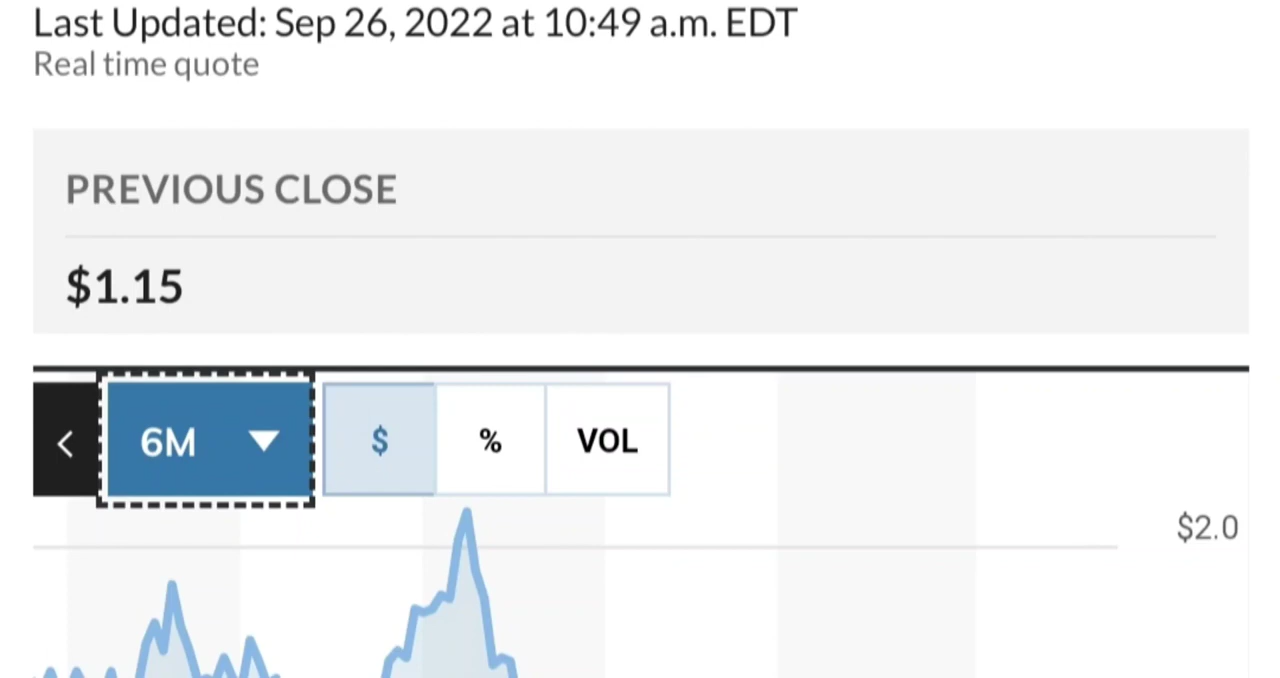 Last Updated: Sep 26, 2022 at 10:49 a.m. EDT
Real time quote
PREVIOUS CLOSE
$1.15
6M $ % VOL
$2.0